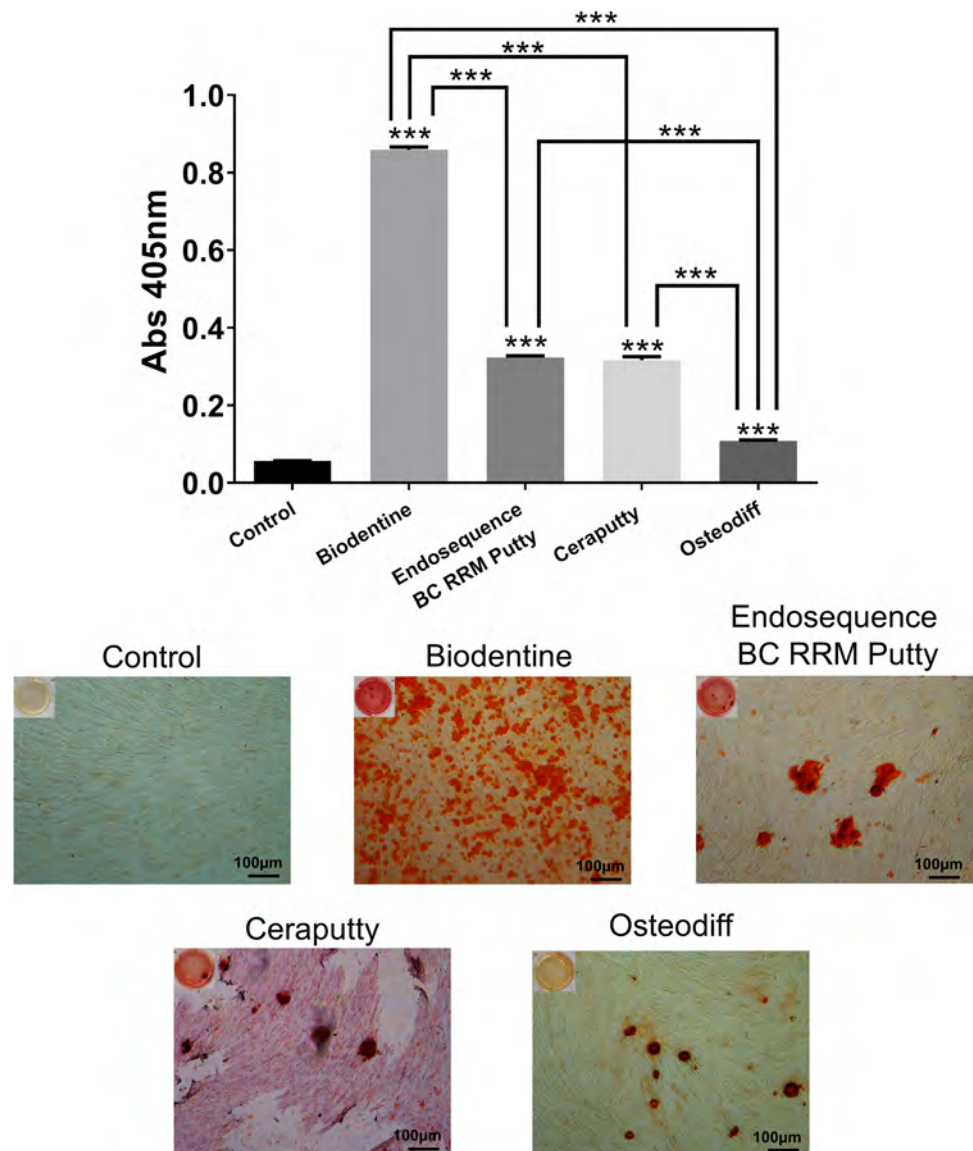 ***
***
***
***
***
***
***
***
***
1.0
0.8
0.6
0.4
0.2
0.0
Abs 405nm
Control
Biodentine
Endosequence
BC RRM Putty
Ceraputty
Osteodiff
Control
Biodentine
Endosequence
BC RRM Putty
100µm
100µm
100µm
Ceraputty
Osteodiff
100µm
100µm